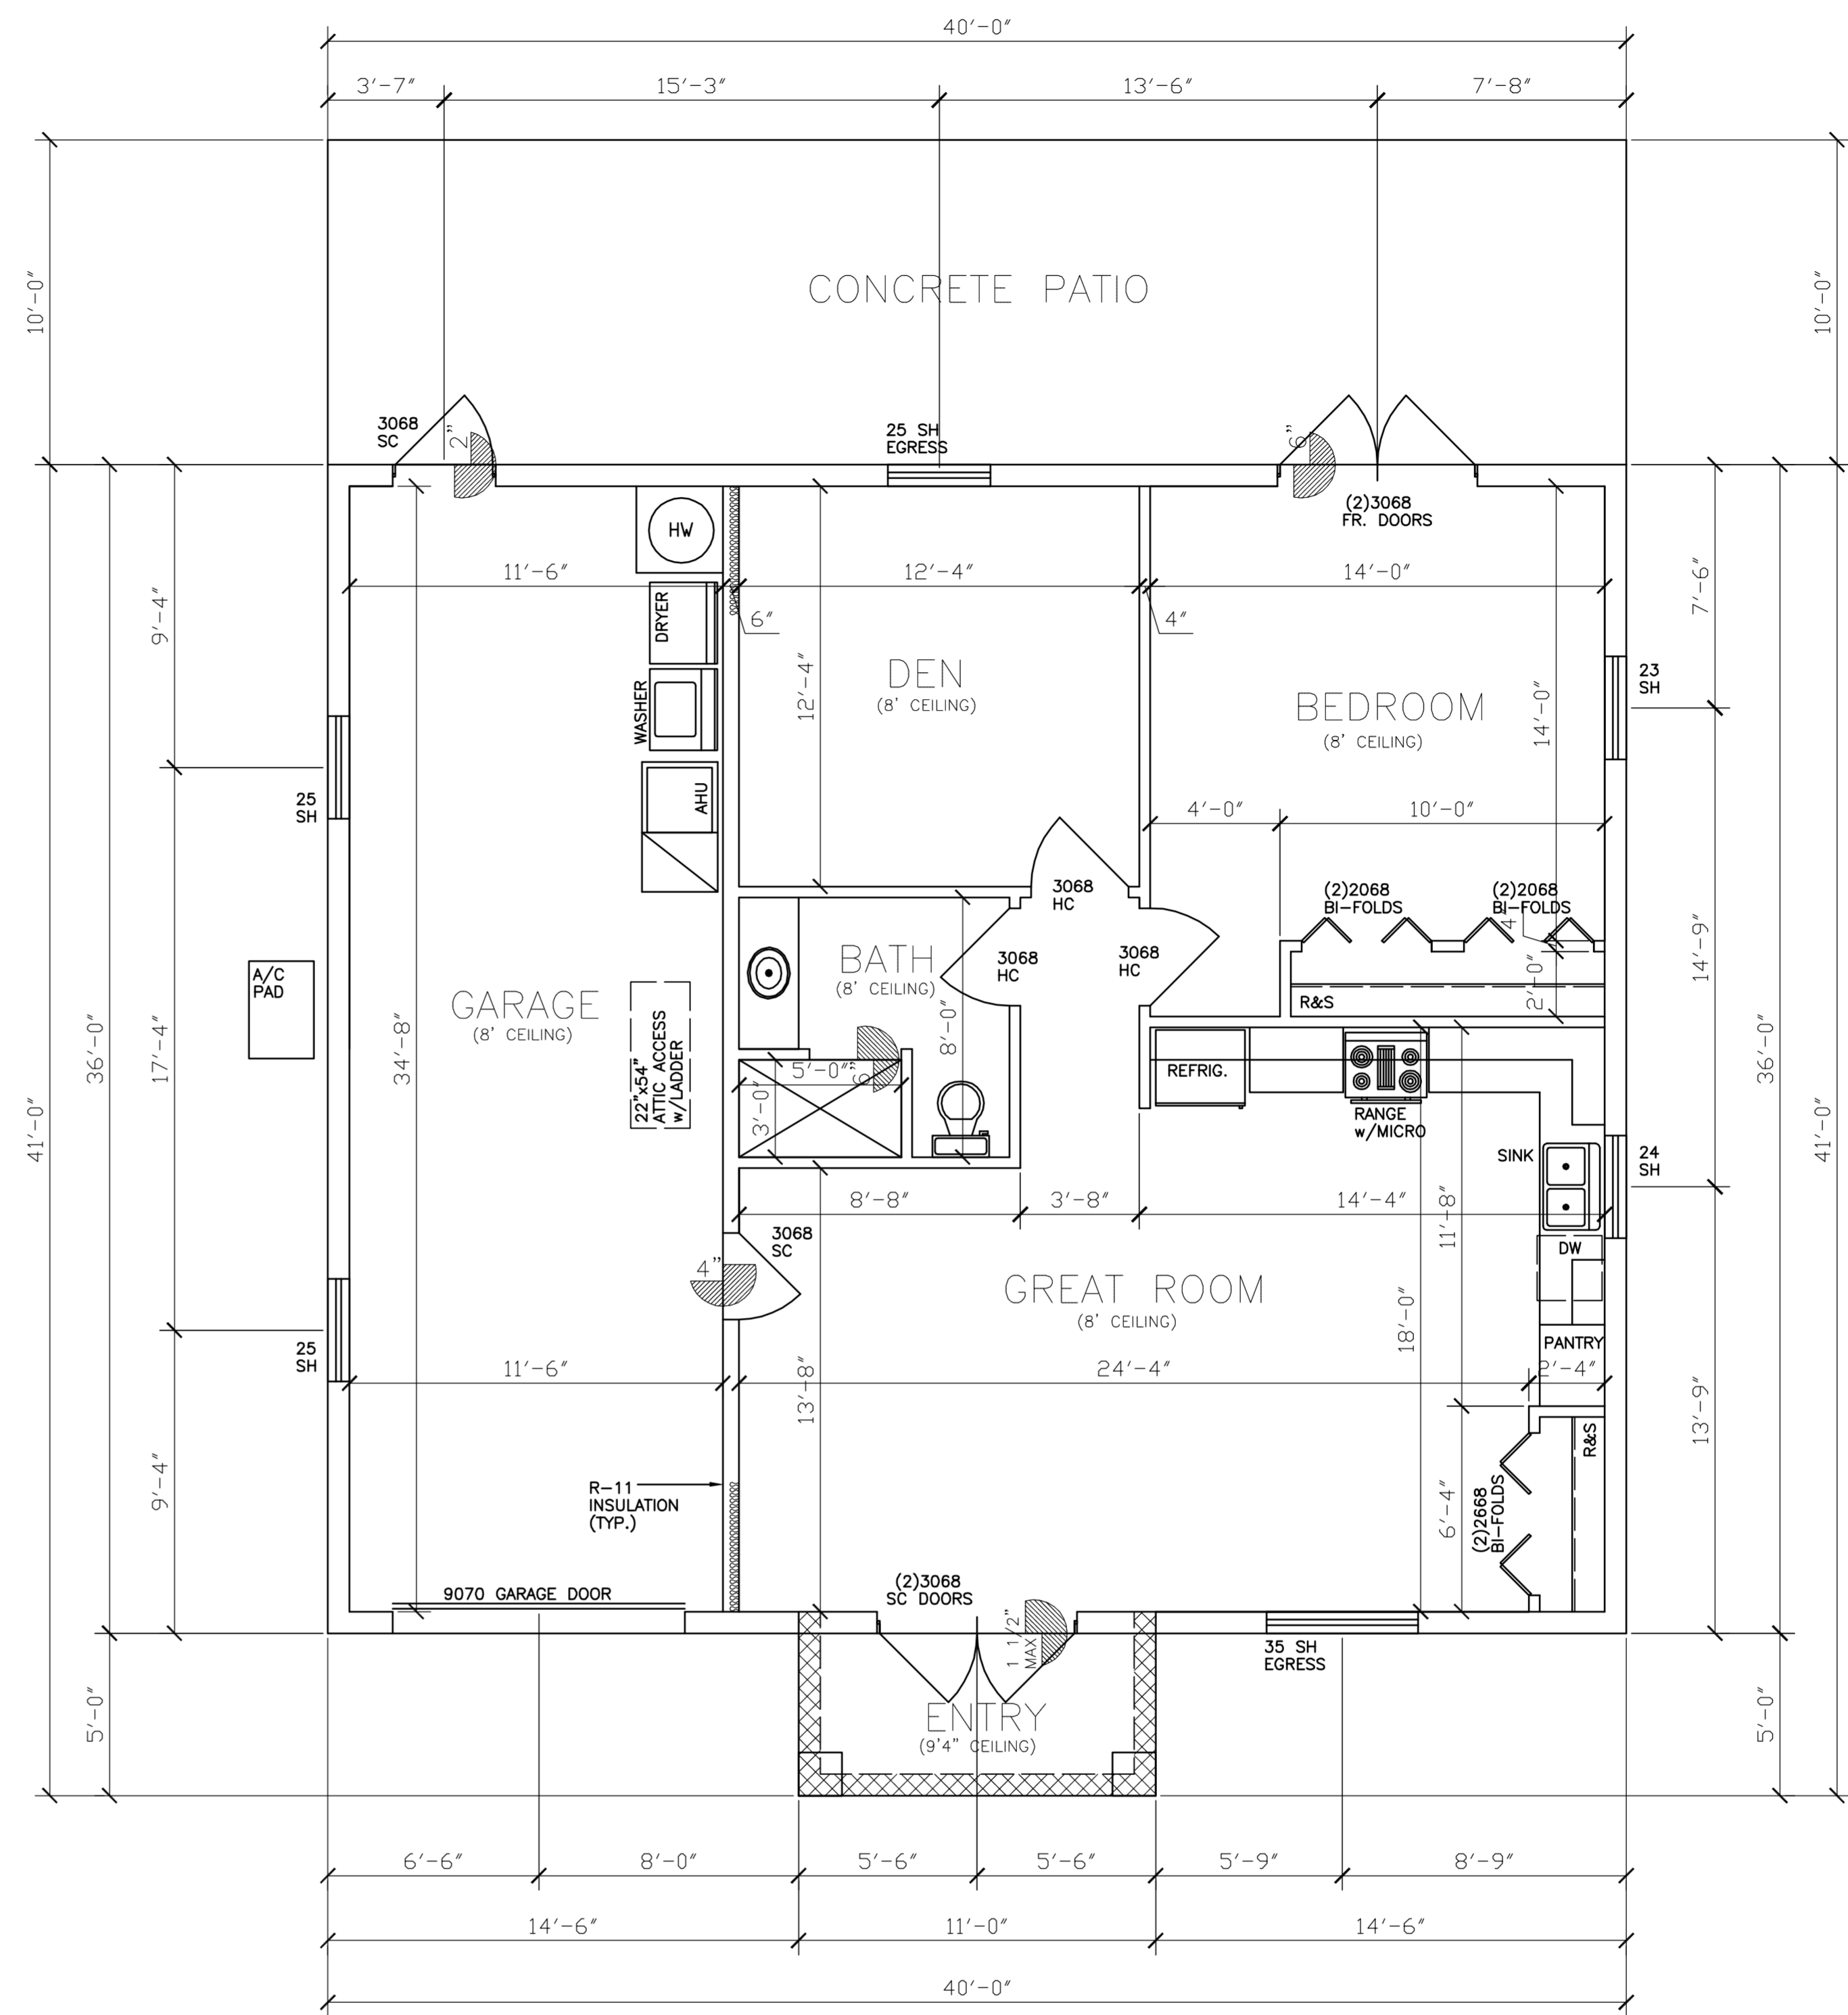 40'-0"
3'-7"
15'-3"
13'-6"
7'-8"
10'-0"
10'-0"
CONCRETE PATIO
3068
SC
2"
25 SH
EGRESS
6"
(2)3068
FR. DOORS
HW
11'-6"
12'-4"
14'-0"
6"
4"
DRYER
WASHER
AHU
9'-4"
7'-6"
12'-4"
DEN
(8' CEILING)
BEDROOM
(8' CEILING)
14'-0"
23
SH
25
SH
4'-0"
10'-0"
3068
HC
(2)2068
BI-FOLDS
(2)2068
BI-FOLDS
4"
A/C
PAD
BATH
(8' CEILING)
3068
HC
3068
HC
R&S
2'-0"
14'-9"
GARAGE
(8' CEILING)
34'-8"
36'-0"
17'-4"
41'-0"
22"x54"
ATTIC ACCESS
w/LADDER
8'-0"
5'-0"
6"
3'-0"
REFRIG.
RANGE
w/MICRO
36'-0"
41'-0"
SINK
24
SH
8'-8"
3'-8"
14'-4"
11'-8"
3068
SC
4"
DW
GREAT ROOM
(8' CEILING)
18'-0"
25
SH
PANTRY
11'-6"
24'-4"
2'-4"
13'-8"
13'-9"
R&S
9'-4"
R-11
INSULATION
(TYP.)
6'-4"
(2)2668
BI-FOLDS
9070 GARAGE DOOR
(2)3068
SC DOORS
1 1/2"
MAX
35 SH
EGRESS
5'-0"
ENTRY
(9'4" CEILING)
5'-0"
6'-6"
8'-0"
5'-6"
5'-6"
5'-9"
8'-9"
14'-6"
11'-0"
14'-6"
40'-0"